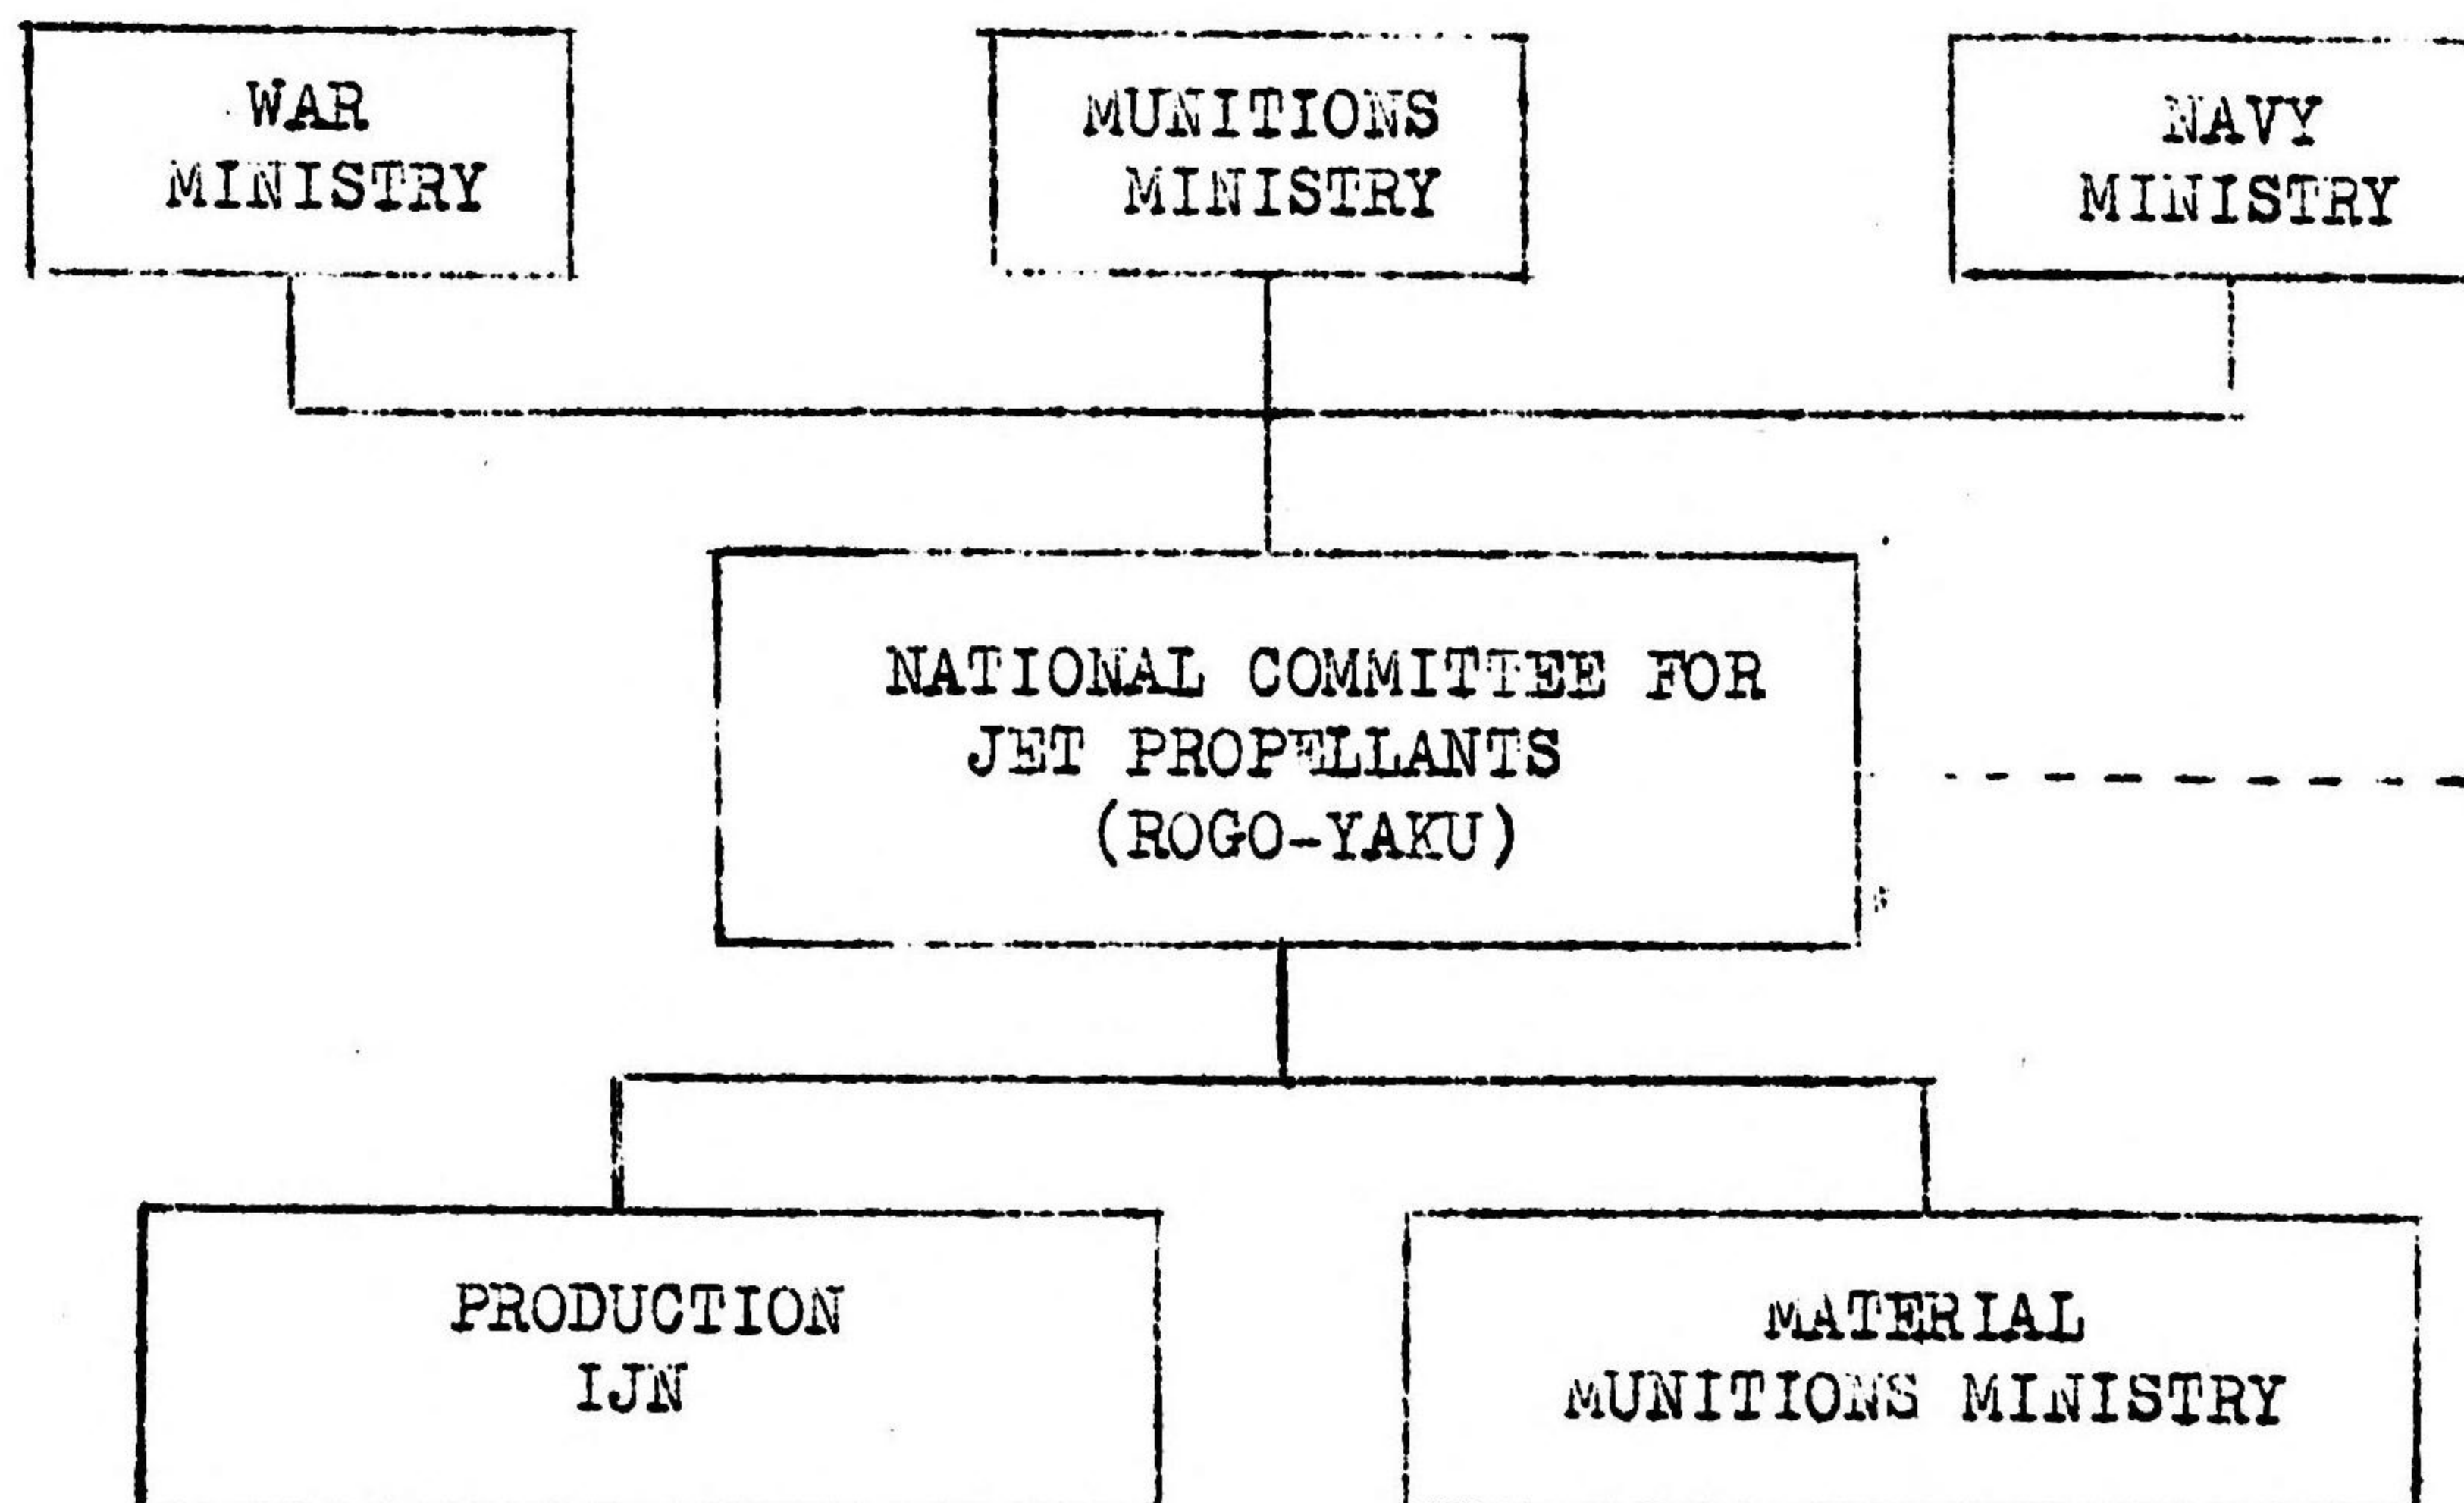 WAR
MINISTRY
MUNITIONS
MINISTRY
NAVY
MINISTRY
NATIONAL COMMITTEE FOR
JET PROPELLANTS
(ROGO-YAKU)
PRODUCTION
IJN
MATERIAL
MUNITIONS MINISTRY